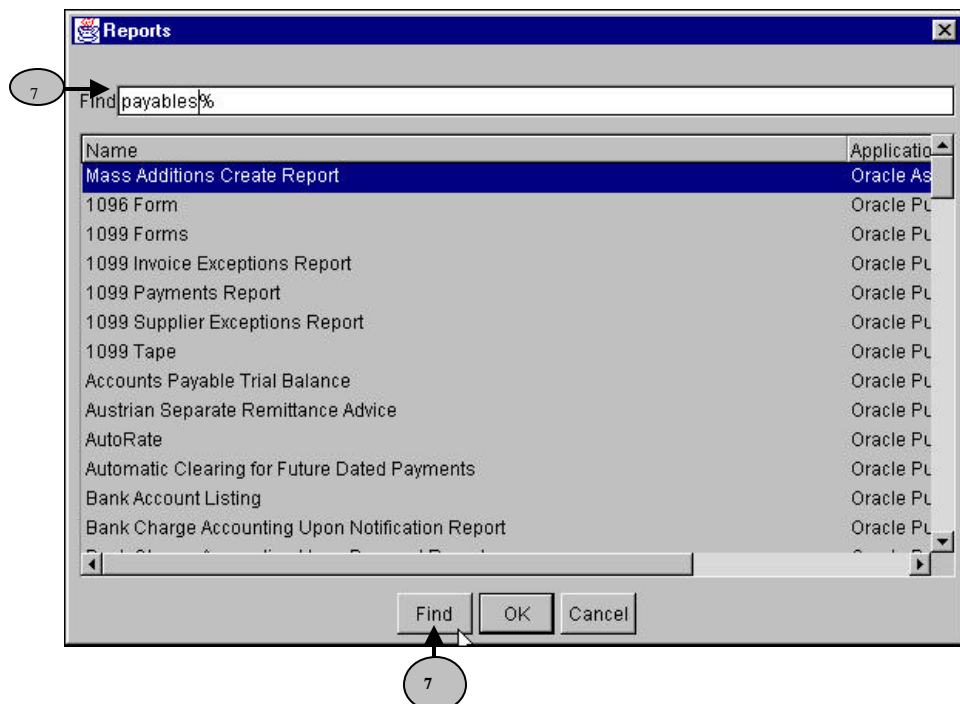 Reports
7
Find payables%
Name Applicatio
Mass Additions Create Report Oracle As
1096 Form Oracle Pu
1099 Forms Oracle Pu
1099 Invoice Exceptions Report Oracle Pu
1099 Payments Report Oracle Pu
1099 Supplier Exceptions Report Oracle Pu
1099 Tape Oracle Pu
Accounts Payable Trial Balance Oracle Pu
Austrian Separate Remittance Advice Oracle Pu
AutoRate Oracle Pu
Automatic Clearing for Future Dated Payments Oracle Pu
Bank Account Listing Oracle Pu
Bank Charge Accounting Upon Notification Report Oracle Pu
Find OK Cancel
7